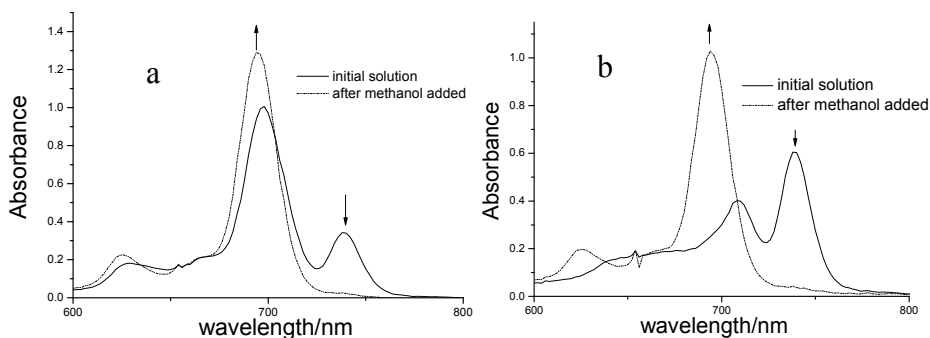 a
initial solution
after methanol added
Absorbance
1.4
1.2
1.0
0.8
0.6
0.4
0.2
0.0
600
700
800
wavelength/nm
b
initial solution
after methanol added
Absorbance
1.0
0.8
0.6
0.4
0.2
0.0
600
700
800
wavelength/nm